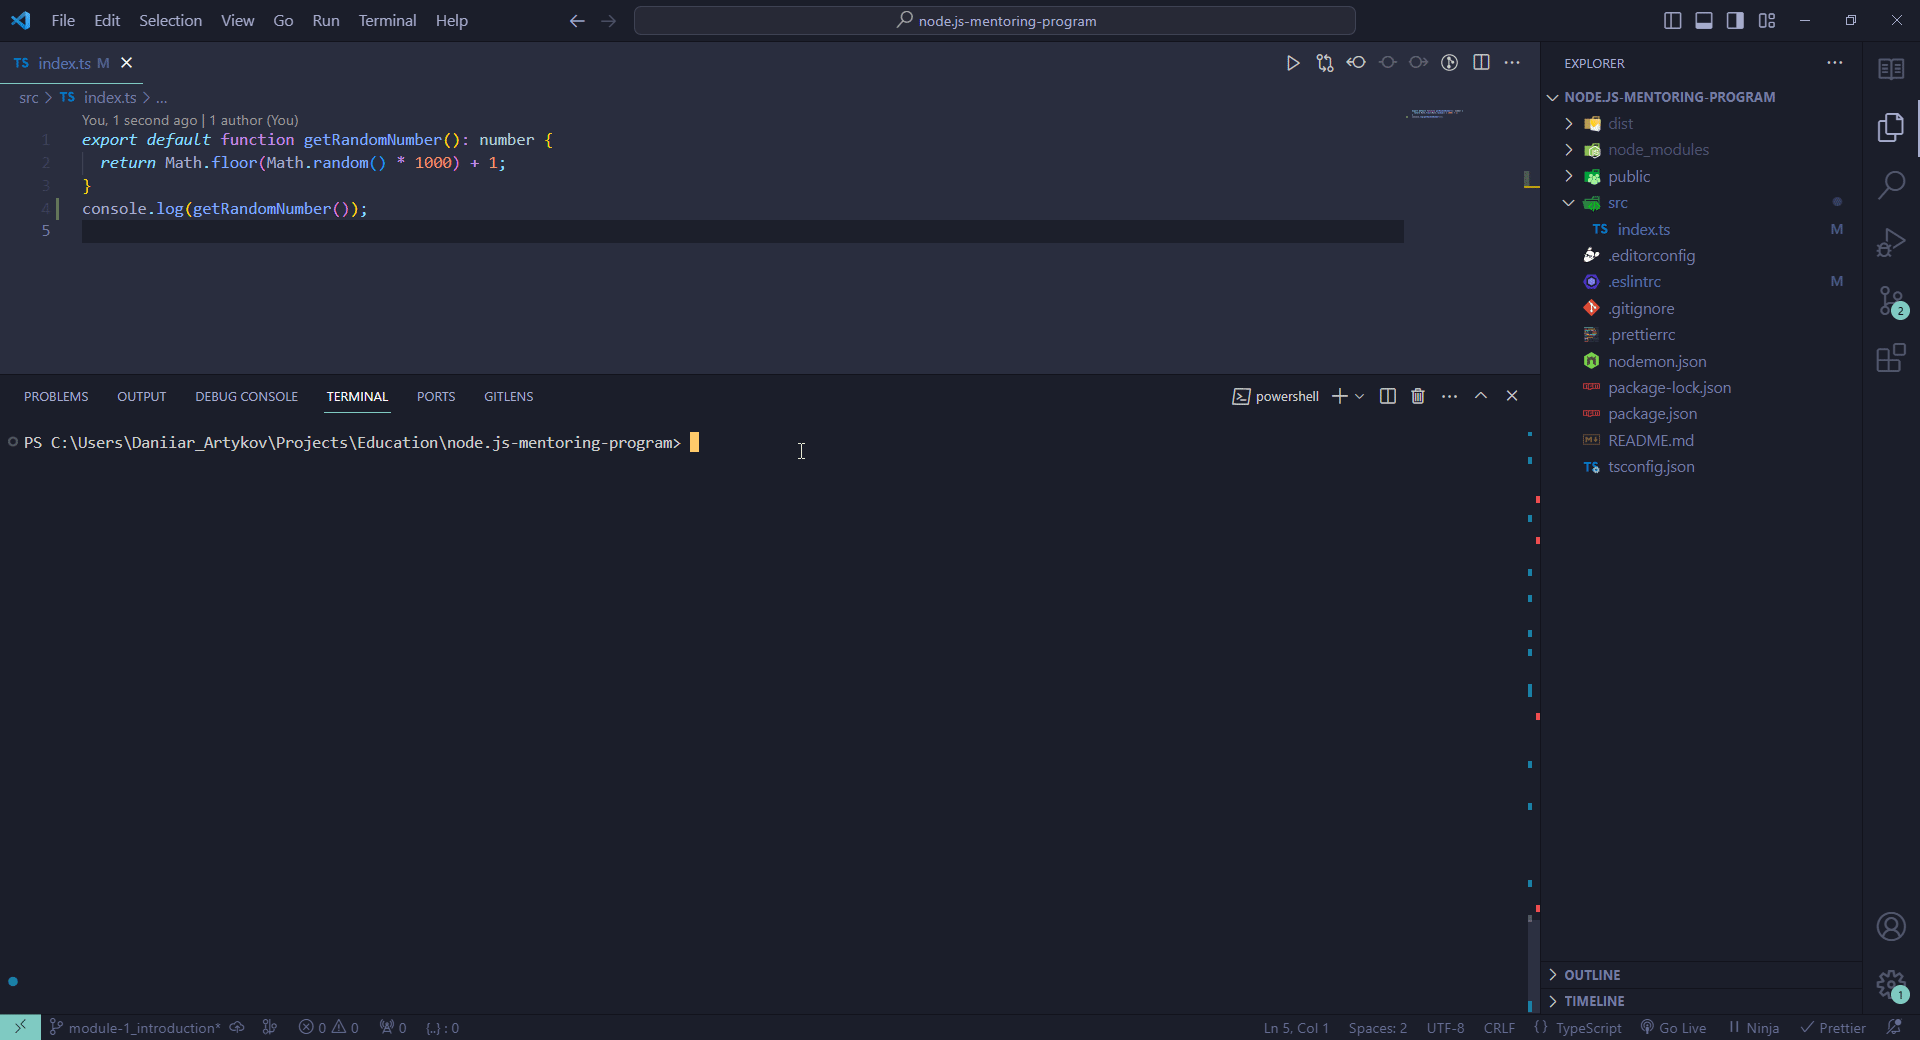 File Edit Selection View Go Run Terminal Help
node.js-mentoring-program
TS index.ts M
src > TS index.ts > ...
You, 1 second ago | 1 author (You)
1 export default function getRandomNumber(): number {
2 return Math.floor(Math.random() * 1000) + 1;
3 }
4 console.log(getRandomNumber());
5
PROBLEMS OUTPUT DEBUG CONSOLE TERMINAL PORTS GITLENS
powershell
PS C:\Users\Daniiar_Artykov\Projects\Education\node.js-mentoring-program>
EXPLORER
NODE.JS-MENTORING-PROGRAM
dist
node_modules
public
src
TS index.ts M
.editorconfig
.eslintrc M
.gitignore
.prettierrc
nodemon.json
package-lock.json
package.json
README.md
TS tsconfig.json
OUTLINE
TIMELINE
2
1
module-1_introduction* 0 0 0 {..} : 0
Ln 5, Col 1 Spaces: 2 UTF-8 CRLF {} TypeScript Go Live Ninja Prettier